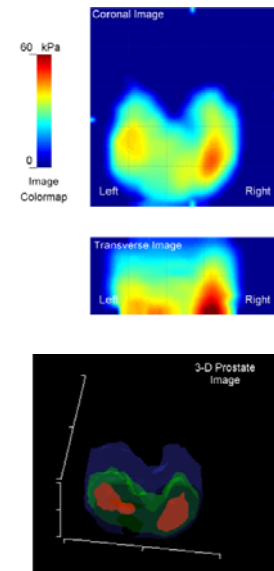 Coronal Image
60 kPa
0
Image
Colormap
Left Right
Transverse Image
Left Right
3-D Prostate
Image